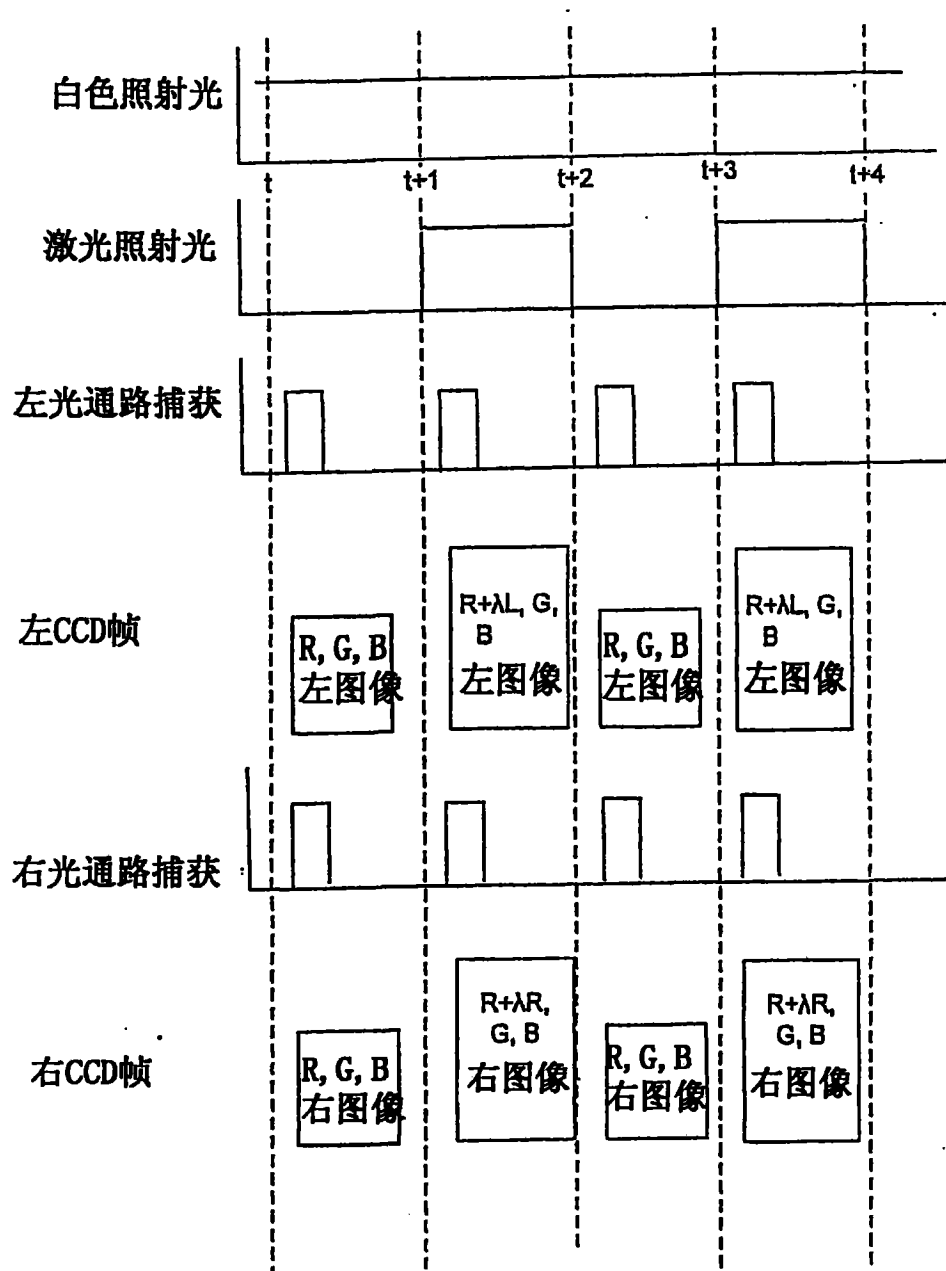 白色照射光
t
t+1
t+2
t+3
t+4
激光照射光
左光通路捕获
左CCD帧
R, G, B
左图像
R+λL, G,
B
左图像
R, G, B
左图像
R+λL, G,
B
左图像
右光通路捕获
右CCD帧
R, G, B
右图像
R+λR,
G, B
右图像
R, G, B
右图像
R+λR,
G, B
右图像